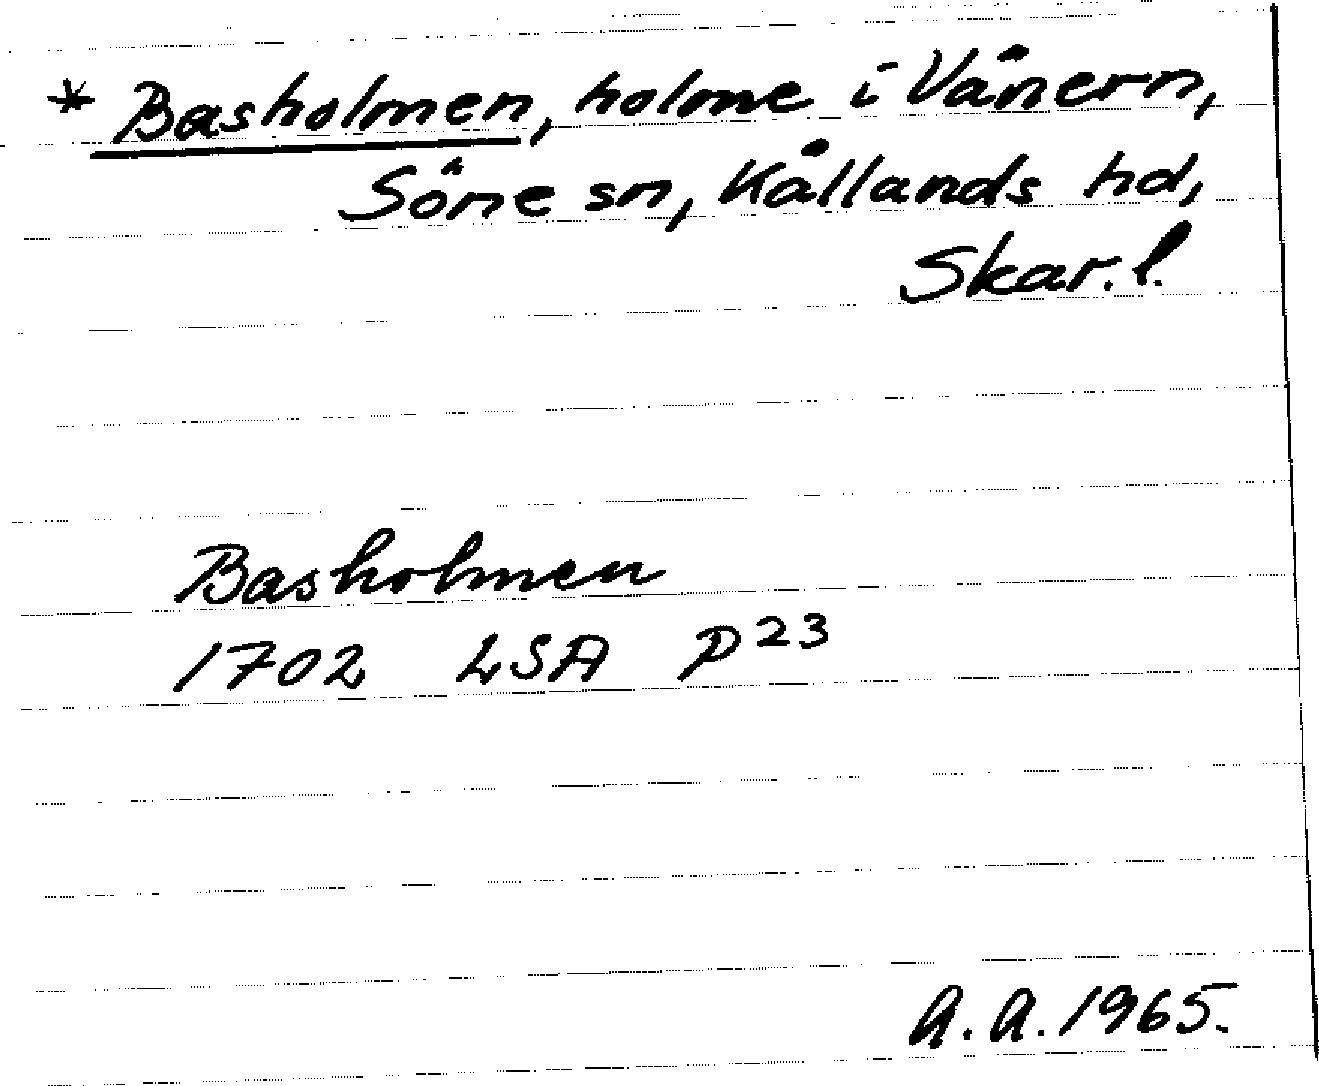 * Basholmen, holme i Vänern,
Söne sn, Kållands hd,
Skar. l.
Basholmen
1702 LSA P23
A.A. 1965.